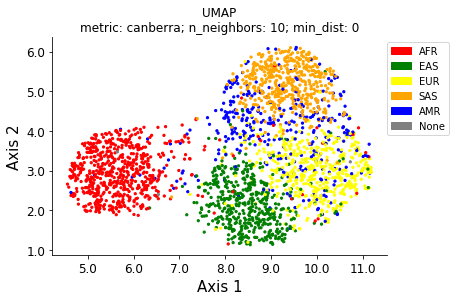 UMAP
metric: canberra; n_neighbors: 10; min_dist: 0
AFR
EAS
EUR
SAS
AMR
None
Axis 2
6.0
5.0
4.0
3.0
2.0
1.0
5.0 6.0 7.0 8.0 9.0 10.0 11.0
Axis 1